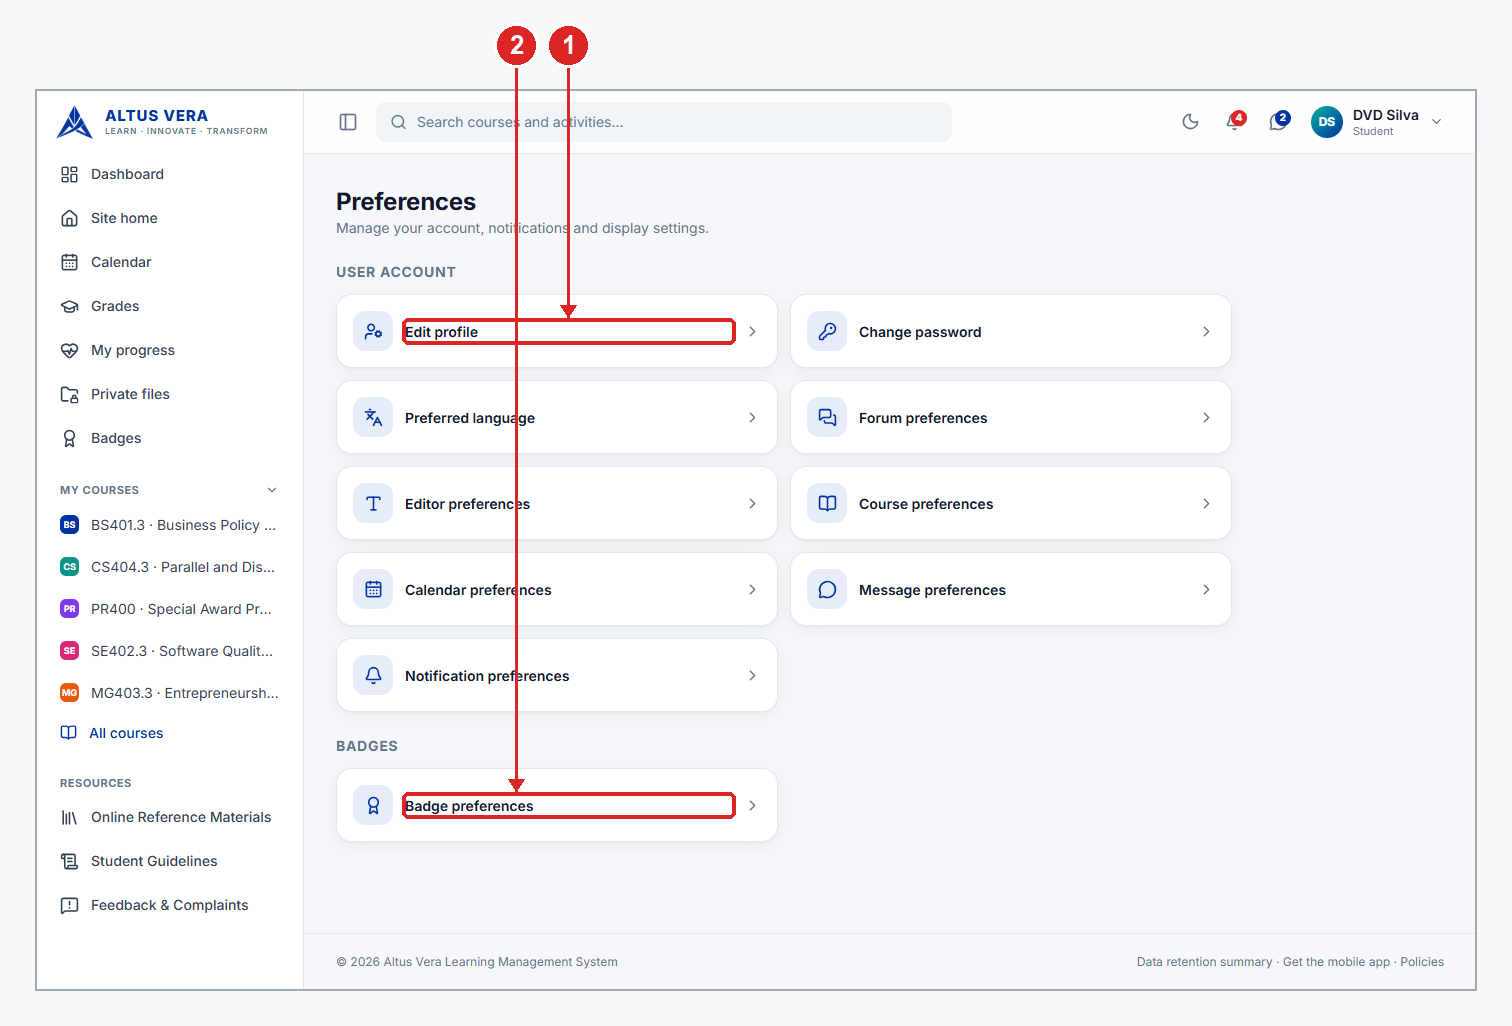 2 1
ALTUS VERA
LEARN · INNOVATE · TRANSFORM
Search courses and activities...
4
2
DS
DVD Silva
Student
Dashboard
Site home
Calendar
Grades
My progress
Private files
Badges
MY COURSES
BS BS401.3 · Business Policy ...
CS CS404.3 · Parallel and Dis...
PR PR400 · Special Award Pr...
SE SE402.3 · Software Qualit...
MG MG403.3 · Entrepreneursh...
All courses
RESOURCES
Online Reference Materials
Student Guidelines
Feedback & Complaints
Preferences
Manage your account, notifications and display settings.
USER ACCOUNT
Edit profile
Change password
Preferred language
Forum preferences
Editor preferences
Course preferences
Calendar preferences
Message preferences
Notification preferences
BADGES
Badge preferences
© 2026 Altus Vera Learning Management System
Data retention summary · Get the mobile app · Policies